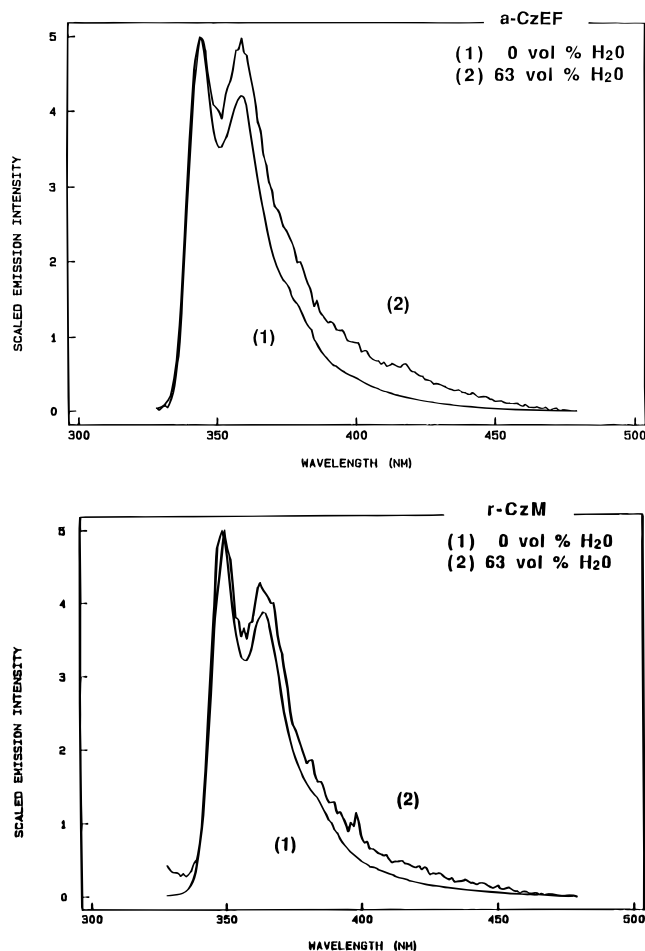 a-CzEF
(1) 0 vol % H2O
(2) 63 vol % H2O
5
4
3
2
1
0
SCALED EMISSION INTENSITY
(2)
(1)
300
350
400
450
500
WAVELENGTH (NM)
r-CzM
(1) 0 vol % H2O
(2) 63 vol % H2O
5
4
3
2
1
0
SCALED EMISSION INTENSITY
(2)
(1)
300
350
400
450
500
WAVELENGTH (NM)